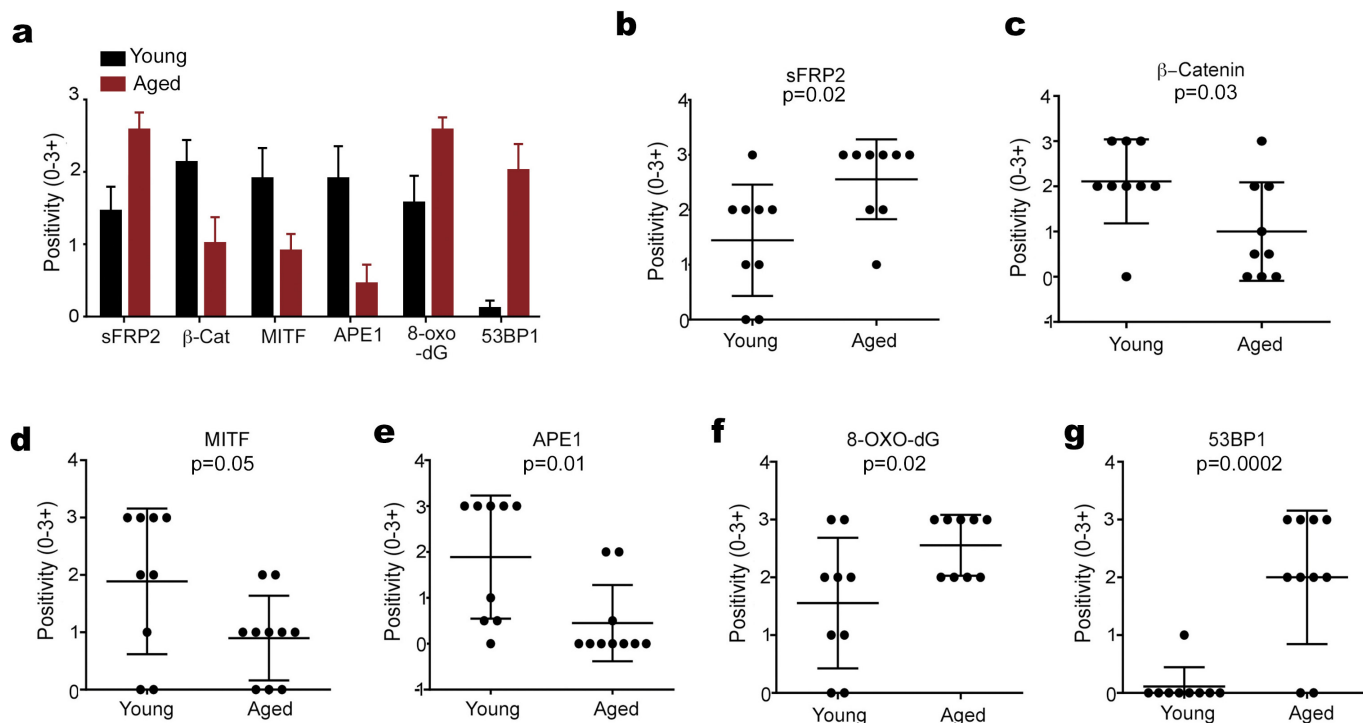 a
Young
Aged
Positivity (0-3+)
3
2
1
0
sFRP2
β-Cat
MITF
APE1
8-oxo
-dG
53BP1
b
sFRP2
p=0.02
Positivity (0-3+)
4
3
2
1
0
Young
Aged
c
β–Catenin
p=0.03
Positivity (0-3+)
4
3
2
1
0
-1
Young
Aged
d
MITF
p=0.05
Positivity (0-3+)
4
3
2
1
0
Young
Aged
e
APE1
p=0.01
Positivity (0-3+)
4
3
2
1
0
-1
Young
Aged
f
8-OXO-dG
p=0.02
Positivity (0-3+)
4
3
2
1
0
Young
Aged
g
53BP1
p=0.0002
Positivity (0-3+)
4
3
2
1
0
Young
Aged